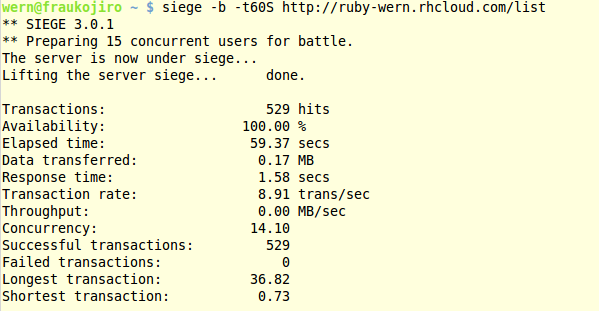 wern@fraukojiro ~ $ siege -b -t60S http://ruby-wern.rhcloud.com/list
** SIEGE 3.0.1
** Preparing 15 concurrent users for battle.
The server is now under siege...
Lifting the server siege...      done.

Transactions:                    529 hits
Availability:                 100.00 %
Elapsed time:                  59.37 secs
Data transferred:               0.17 MB
Response time:                  1.58 secs
Transaction rate:               8.91 trans/sec
Throughput:                     0.00 MB/sec
Concurrency:                   14.10
Successful transactions:         529
Failed transactions:               0
Longest transaction:           36.82
Shortest transaction:           0.73